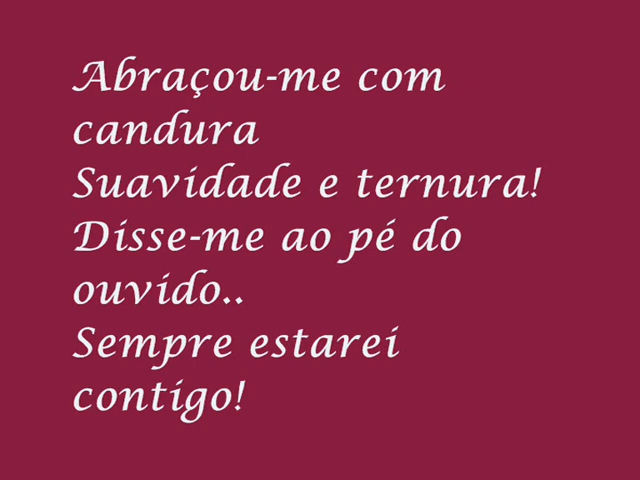 Abraçou-me com
candura
Suavidade e ternura!
Disse-me ao pé do
ouvido..
Sempre estarei
contigo!